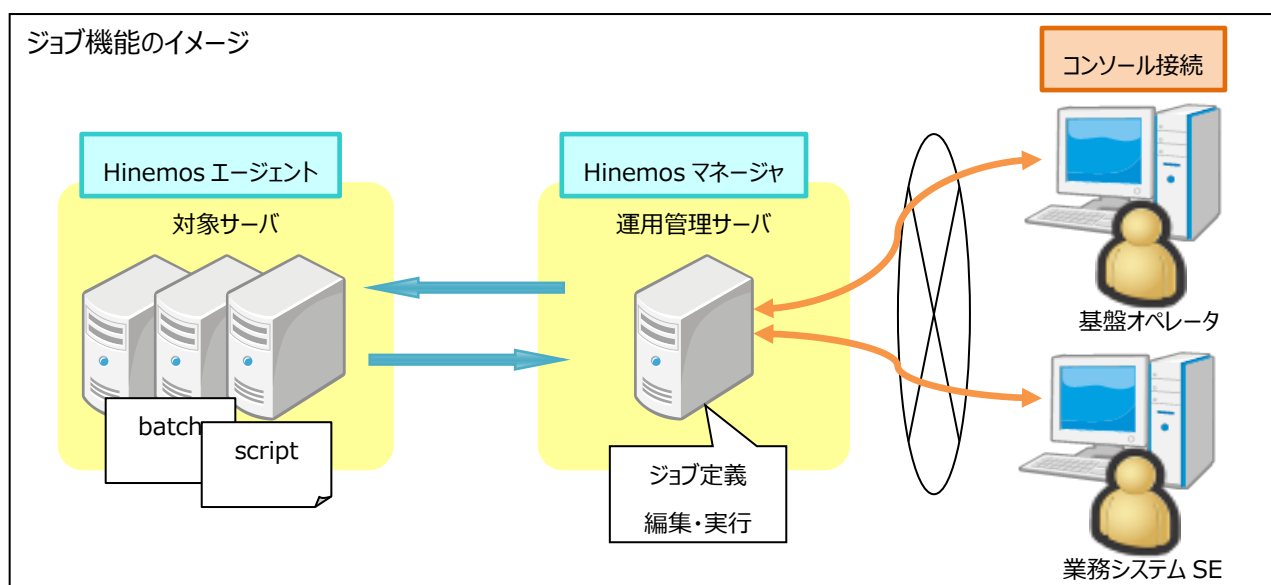 ジョブ機能のイメージ
コンソール接続
Hinemos エージェント
Hinemos マネージャ
対象サーバ
運用管理サーバ
基盤オペレータ
batch
script
ジョブ定義
編集・実行
業務システム SE